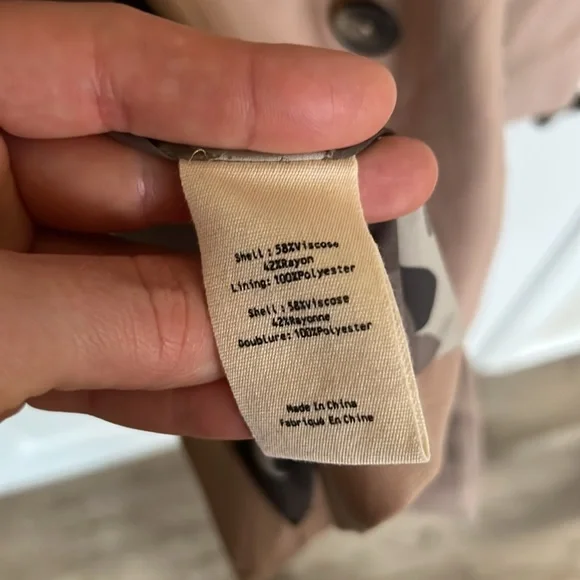 Shell: 58%Viscose
42%Rayon
Lining: 100%Polyester
Shell: 58%Viscose
42%Rayonne
Doublure: 100%Polyester
Made In China
Fabriqué En Chine